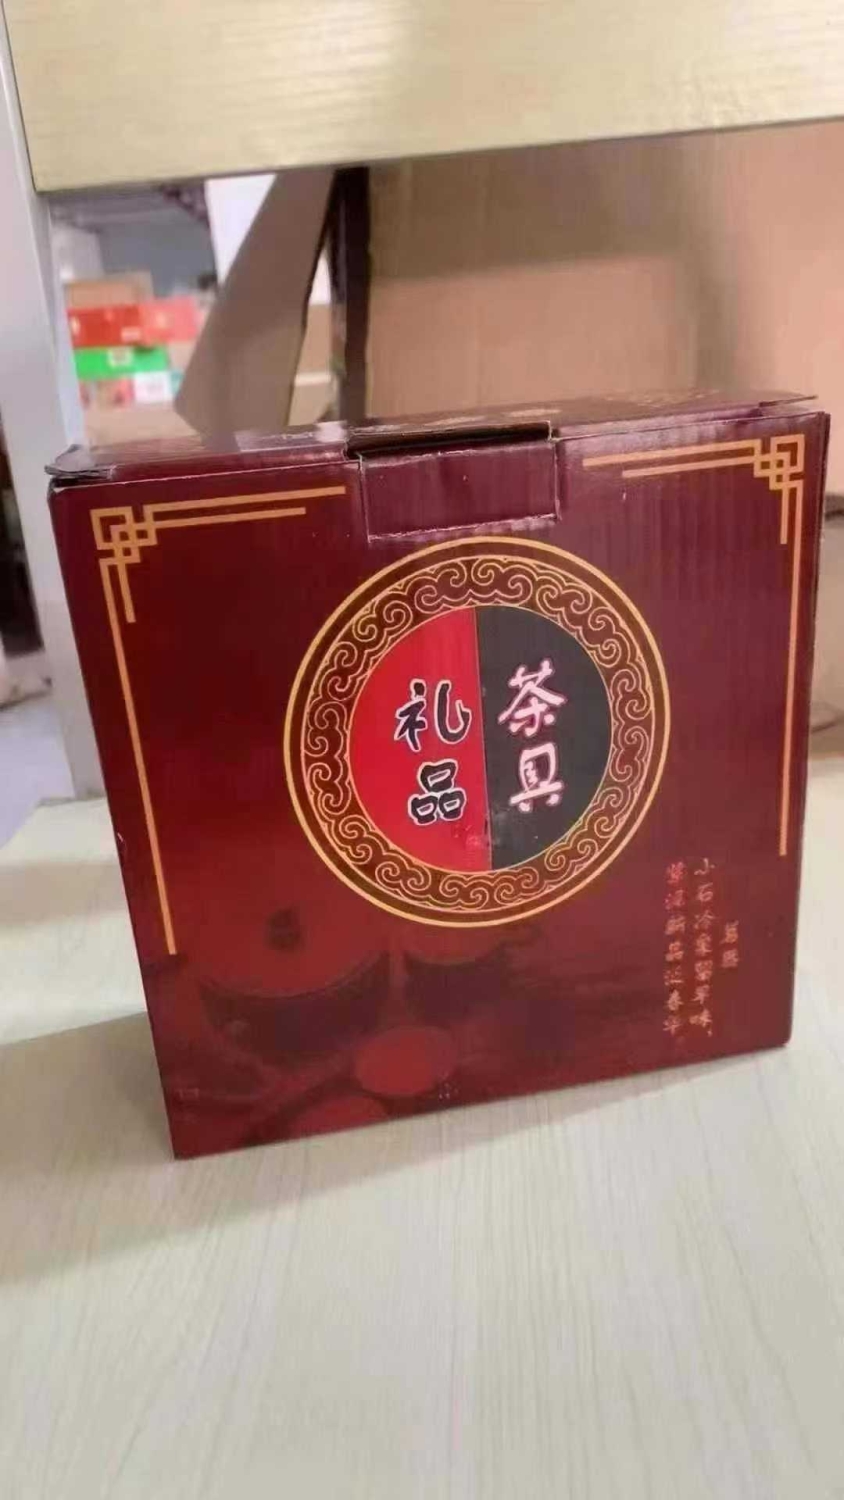 茶具
礼品
小石冷泉留早味
紫泥新品泛春华